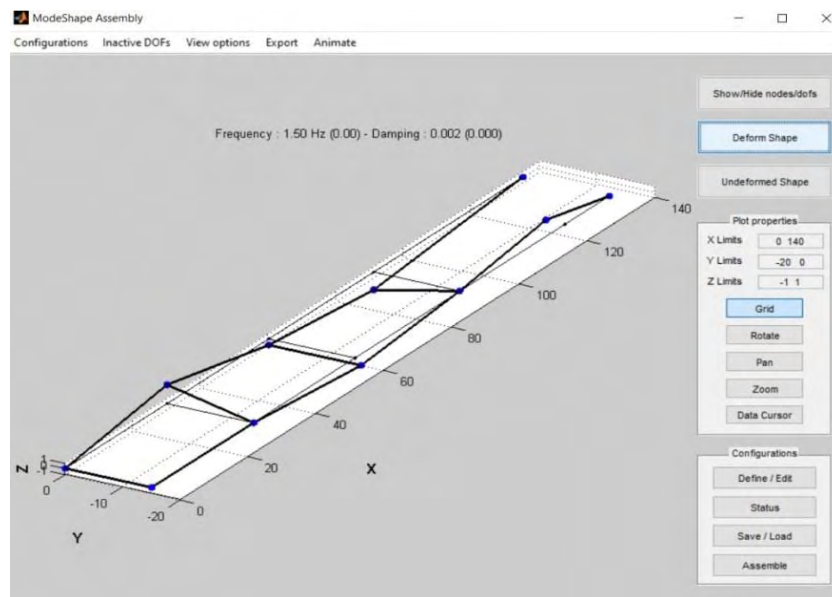 ModeShape Assembly
Configurations Inactive DOFs View options Export Animate
Frequency : 1.50 Hz (0.00) - Damping : 0.002 (0.000)
Show/Hide nodes/dofs
Deform Shape
Undeformed Shape
Plot properties
X Limits 0 140
Y Limits -20 0
Z Limits -1 1
Grid
Rotate
Pan
Zoom
Data Cursor
Configurations
Define / Edit
Status
Save / Load
Assemble
140
120
100
80
60
40
20
0
X
Z
1
0
-1
0
-10
-20
Y